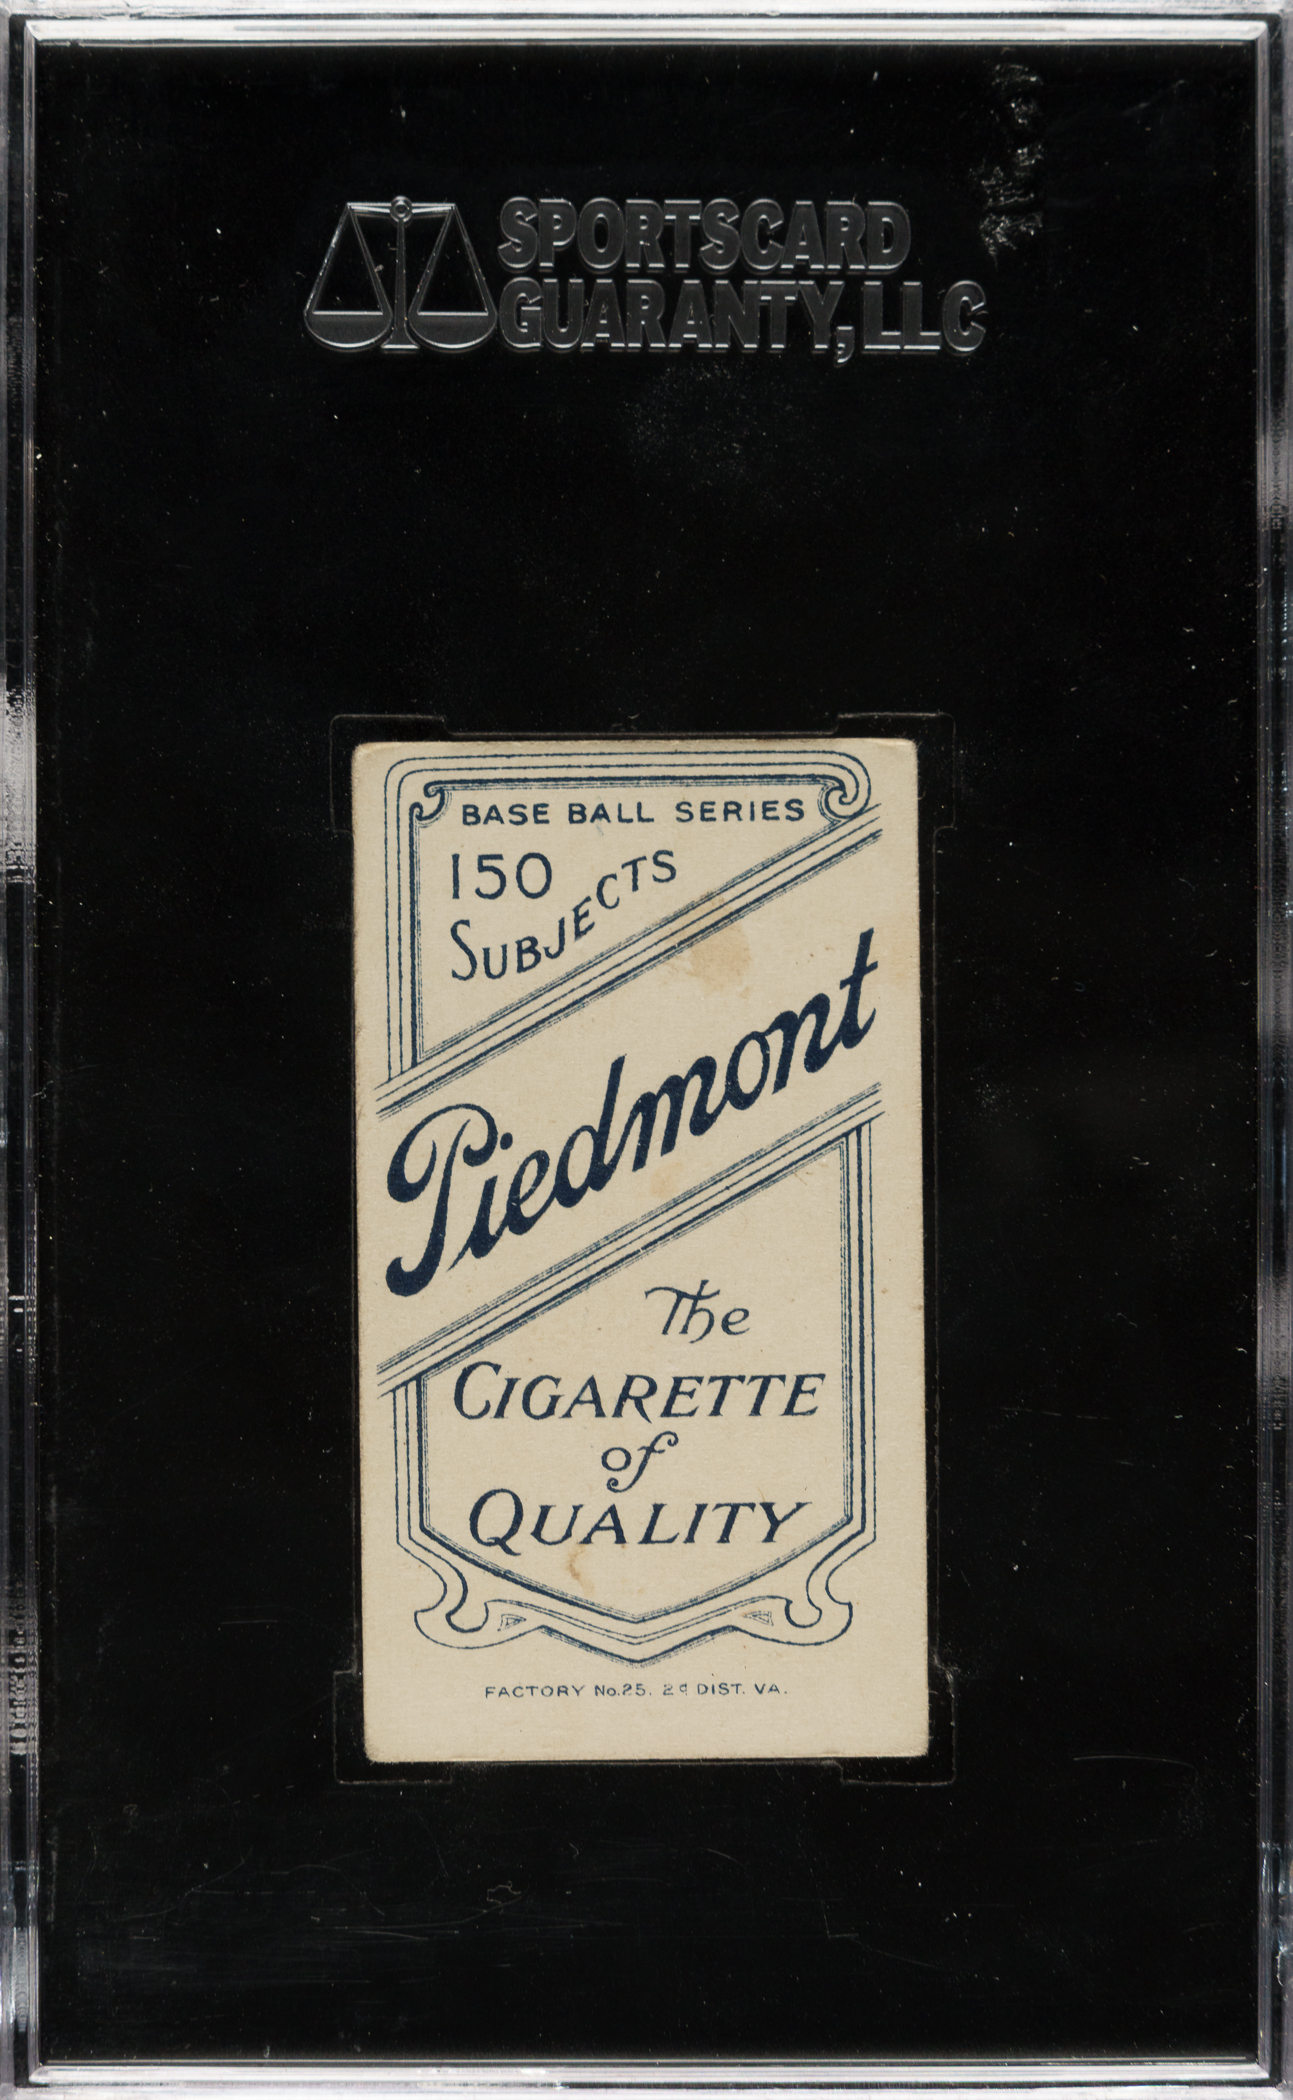 SPORTSCARD
GUARANTY, LLC
BASE BALL SERIES
150
SUBJECTS
Piedmont
The
CIGARETTE
of
QUALITY
FACTORY No.25. 2d DIST. VA.